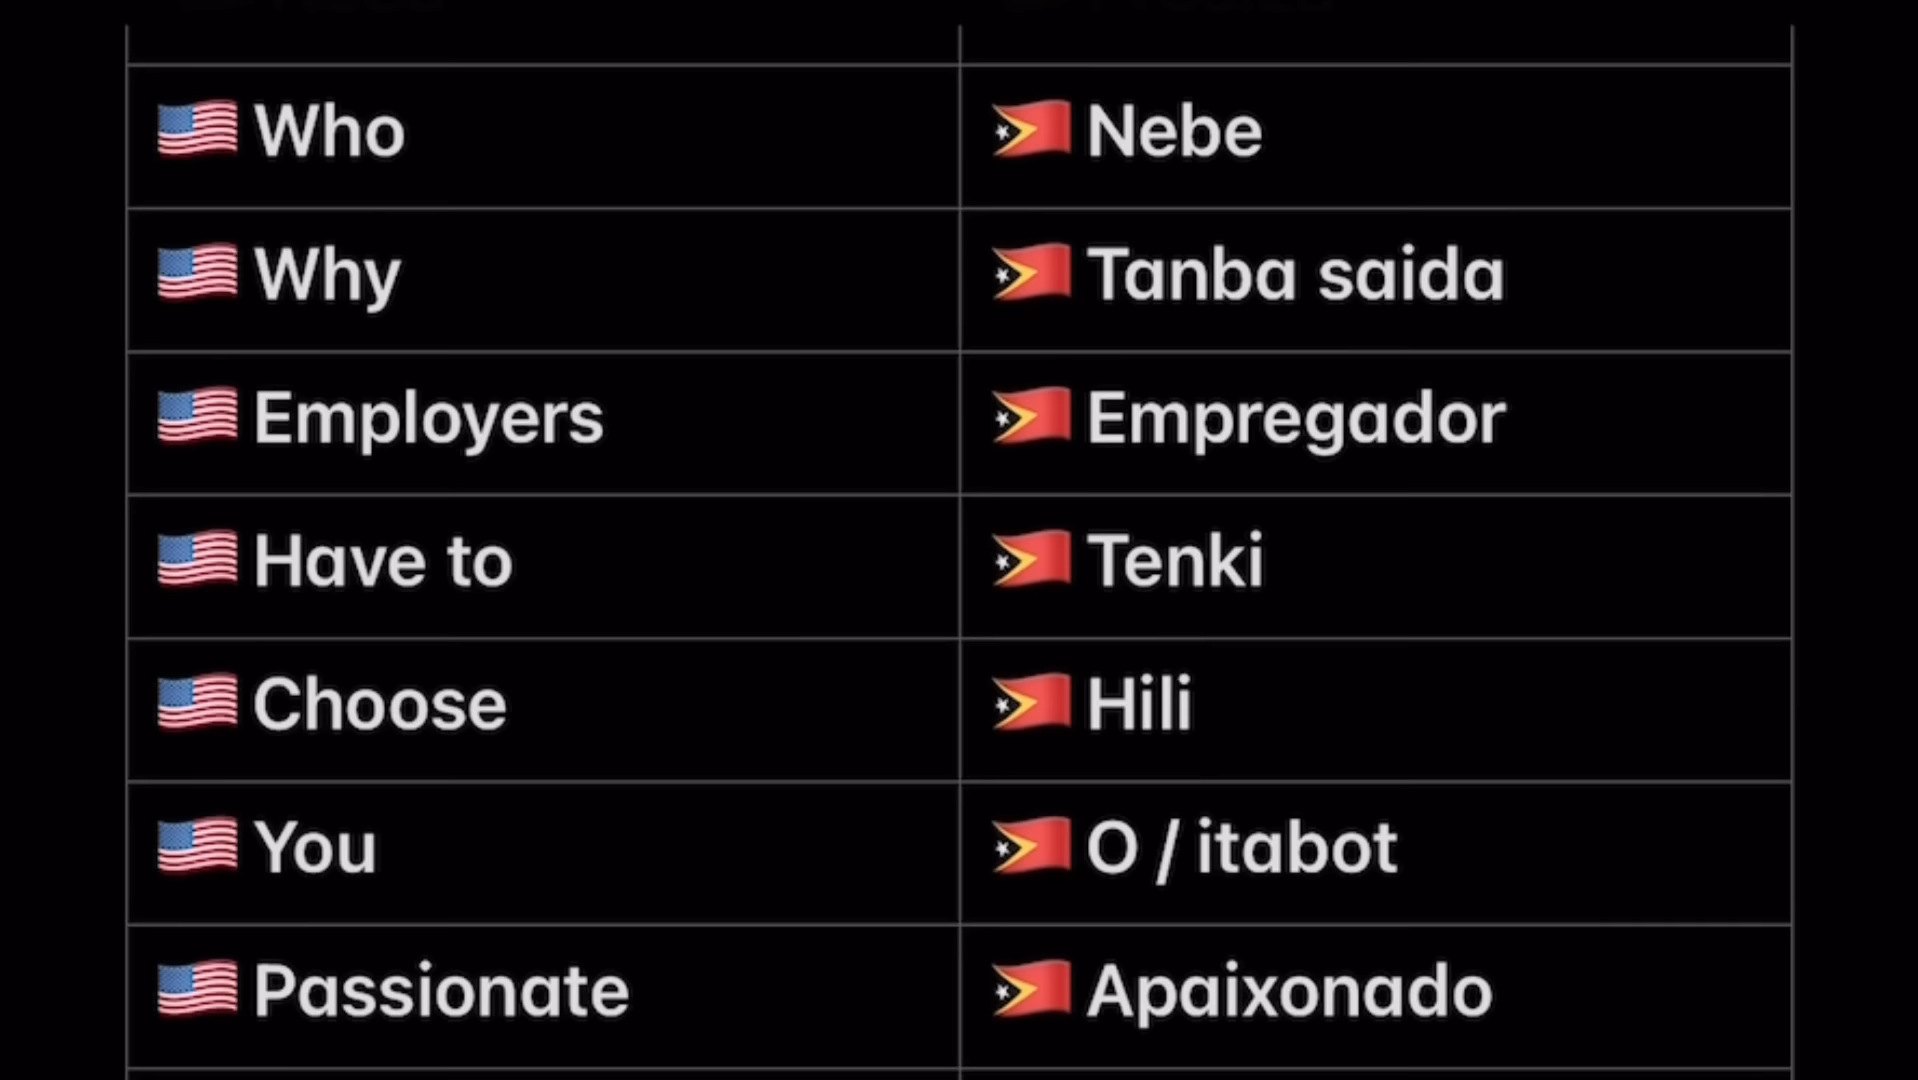 Who Nebe
Why Tanba saida
Employers Empregador
Have to Tenki
Choose Hili
You O / itabot
Passionate Apaixonado